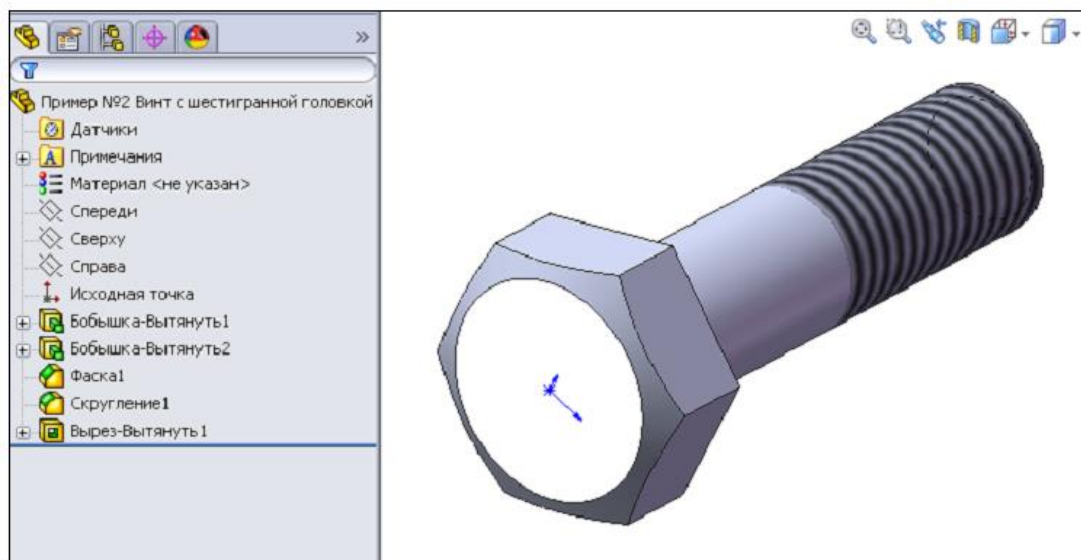 Пример №2 Винт с шестигранной головкой
Датчики
Примечания
Материал <не указан>
Спереди
Сверху
Справа
Исходная точка
Бобышка-Вытянуть1
Бобышка-Вытянуть2
Фаска1
Скругление1
Вырез-Вытянуть1